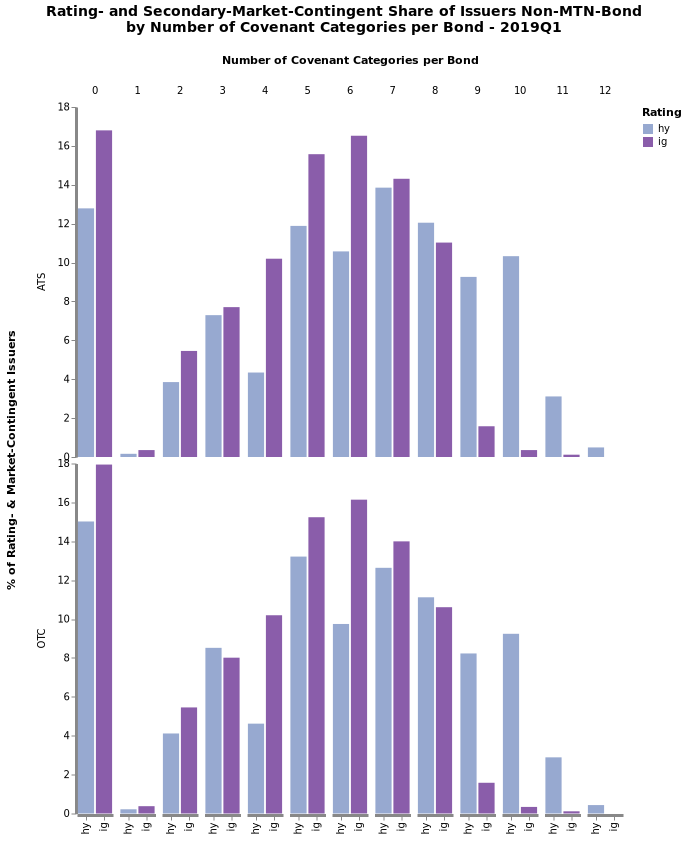 Rating- and Secondary-Market-Contingent Share of Issuers Non-MTN-Bond
by Number of Covenant Categories per Bond - 2019Q1
Number of Covenant Categories per Bond
0 1 2 3 4 5 6 7 8 9 10 11 12
Rating
hy
ig
% of Rating- & Market-Contingent Issuers
ATS
18
16
14
12
10
8
6
4
2
0
OTC
18
16
14
12
10
8
6
4
2
0
hy ig hy ig hy ig hy ig hy ig hy ig hy ig hy ig hy ig hy ig hy ig hy ig hy ig